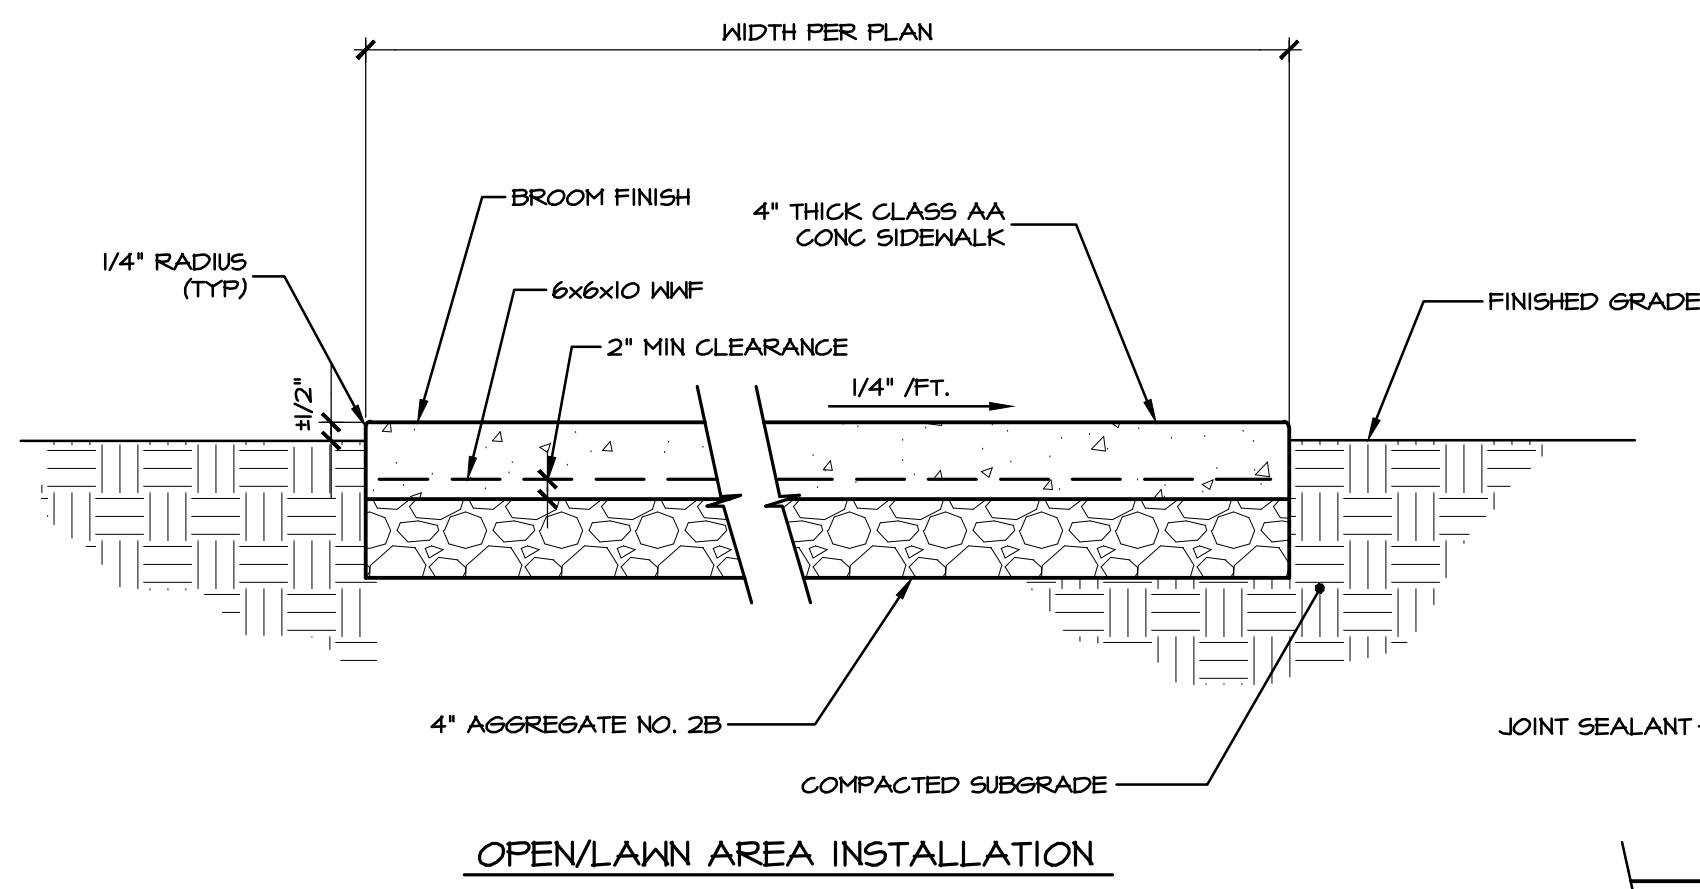 WIDTH PER PLAN
BROOM FINISH
4" THICK CLASS AA
CONC SIDEWALK
1/4" RADIUS
(TYP)
6x6x10 WWF
FINISHED GRADE
2" MIN CLEARANCE
±1/2"
1/4" /FT.
4" AGGREGATE NO. 2B
JOINT SEALANT
COMPACTED SUBGRADE
OPEN/LAWN AREA INSTALLATION